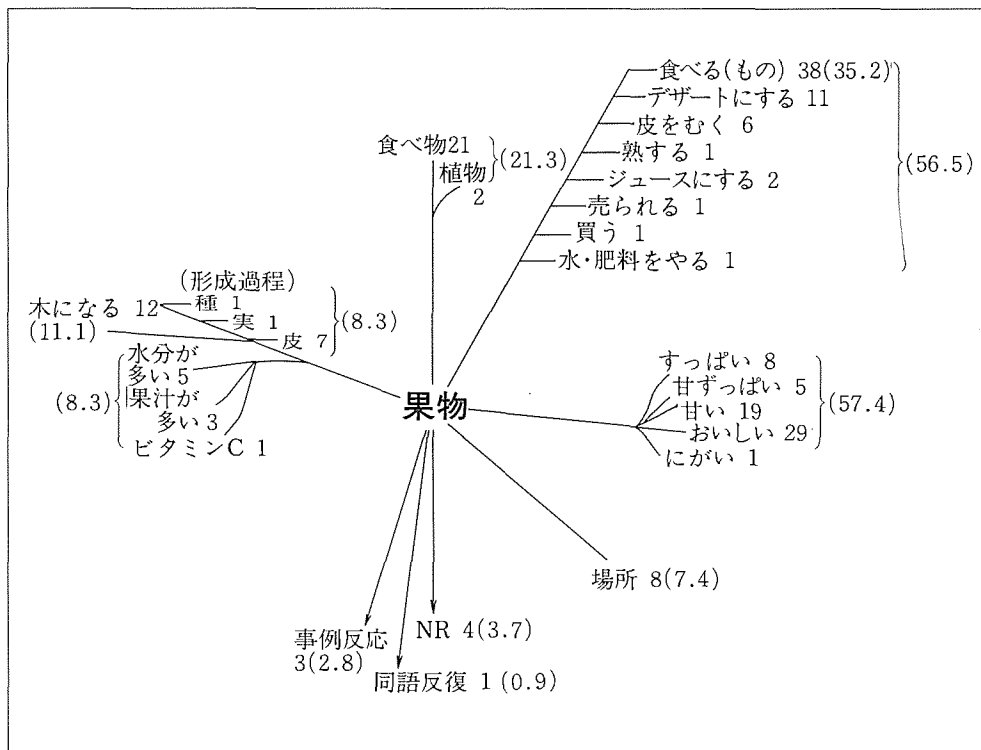 食べる(もの) 38(35.2)
デザートにする 11
皮をむく 6
熟する 1
ジュースにする 2
売られる 1
買う 1
水・肥料をやる 1
(56.5)
食べ物21
植物
2
(21.3)
(形成過程)
木になる 12
(11.1)
種 1
実 1
皮 7
(8.3)
水分が
多い 5
果汁が
多い 3
ビタミンC 1
(8.3)
果物
すっぱい 8
甘ずっぱい 5
甘い 19
おいしい 29
にがい 1
(57.4)
場所 8(7.4)
NR 4(3.7)
事例反応
3(2.8)
同語反復 1 (0.9)